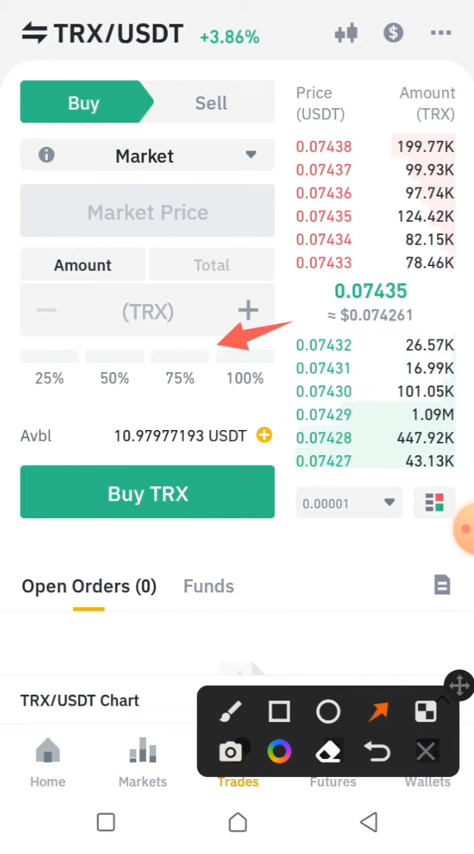 TRX/USDT +3.86%
Buy Sell
Market
Market Price
Amount Total
(TRX)
25% 50% 75% 100%
Avbl 10.97977193 USDT
Buy TRX
Price Amount
(USDT) (TRX)
0.07438 199.77K
0.07437 99.93K
0.07436 97.74K
0.07435 124.42K
0.07434 82.15K
0.07433 78.46K
0.07435
≈ $0.074261
0.07432 26.57K
0.07431 16.99K
0.07430 101.05K
0.07429 1.09M
0.07428 447.92K
0.07427 43.13K
0.00001
Open Orders (0) Funds
TRX/USDT Chart
Home Markets Trades Futures Wallets